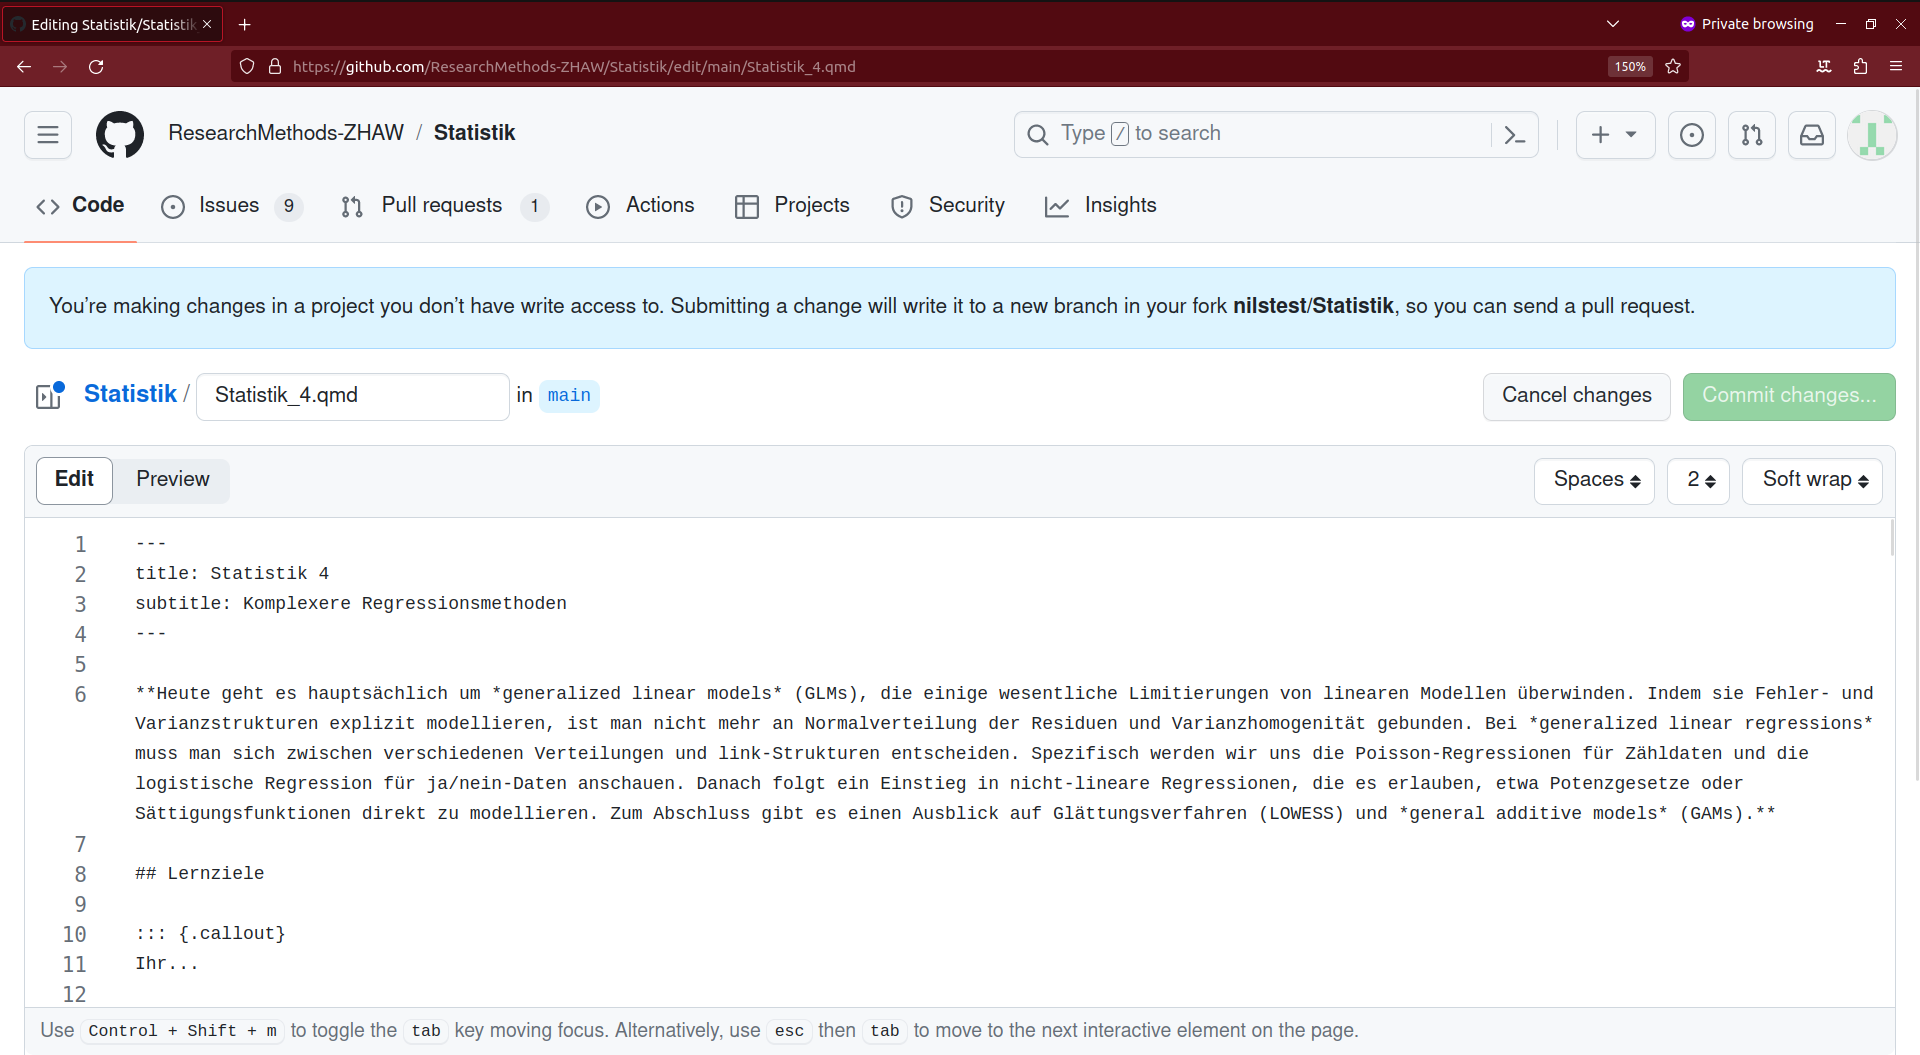 Editing Statistik/Statistik
Private browsing
https://github.com/ResearchMethods-ZHAW/Statistik/edit/main/Statistik_4.qmd
150%
ResearchMethods-ZHAW / Statistik
Type / to search
Code
Issues 9
Pull requests 1
Actions
Projects
Security
Insights
You’re making changes in a project you don’t have write access to. Submitting a change will write it to a new branch in your fork nilstest/Statistik, so you can send a pull request.
Statistik / Statistik_4.qmd in main
Cancel changes
Commit changes...
Edit
Preview
Spaces
2
Soft wrap
1 ---
2 title: Statistik 4
3 subtitle: Komplexere Regressionsmethoden
4 ---
5
6 **Heute geht es hauptsächlich um *generalized linear models* (GLMs), die einige wesentliche Limitierungen von linearen Modellen überwinden. Indem sie Fehler- und
Varianzstrukturen explizit modellieren, ist man nicht mehr an Normalverteilung der Residuen und Varianzhomogenität gebunden. Bei *generalized linear regressions*
muss man sich zwischen verschiedenen Verteilungen und link-Strukturen entscheiden. Spezifisch werden wir uns die Poisson-Regressionen für Zähldaten und die
logistische Regression für ja/nein-Daten anschauen. Danach folgt ein Einstieg in nicht-lineare Regressionen, die es erlauben, etwa Potenzgesetze oder
Sättigungsfunktionen direkt zu modellieren. Zum Abschluss gibt es einen Ausblick auf Glättungsverfahren (LOWESS) und *general additive models* (GAMs).**
7
8 ## Lernziele
9
10 ::: {.callout}
11 Ihr...
12
Use Control + Shift + m to toggle the tab key moving focus. Alternatively, use esc then tab to move to the next interactive element on the page.